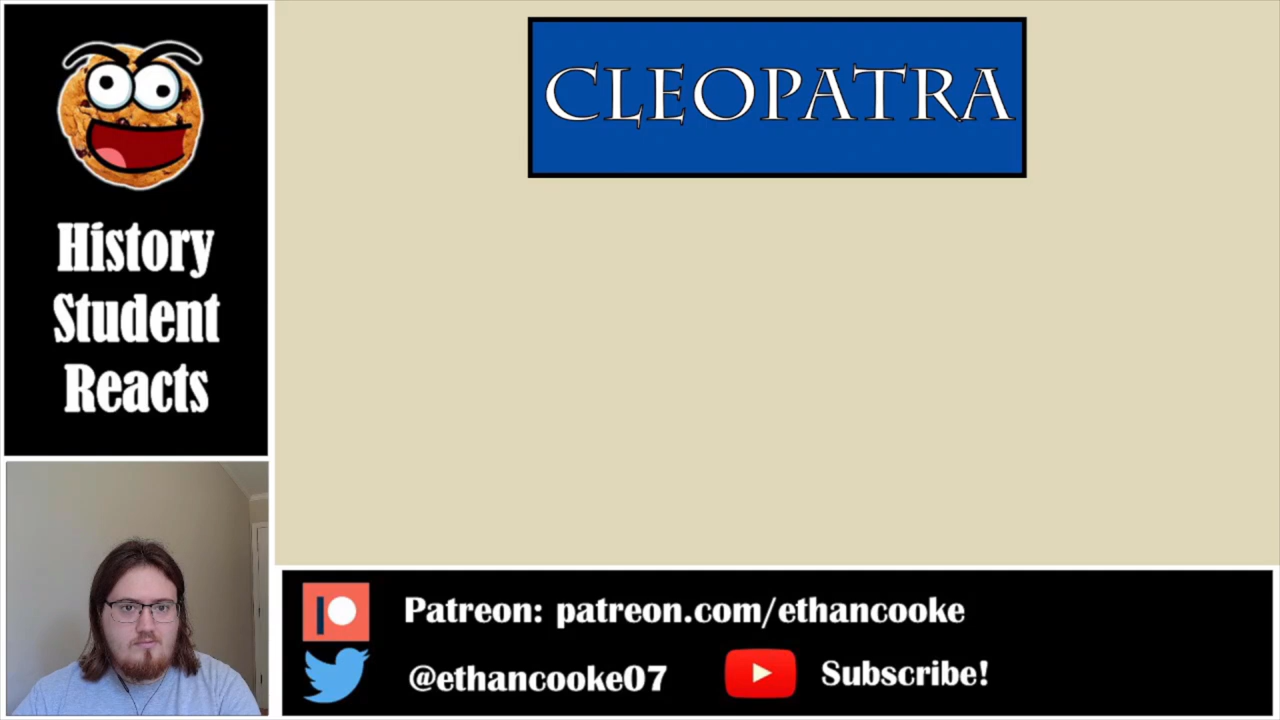 CLEOPATRA
History
Student
Reacts
Patreon: patreon.com/ethancooke
@ethancooke07
Subscribe!